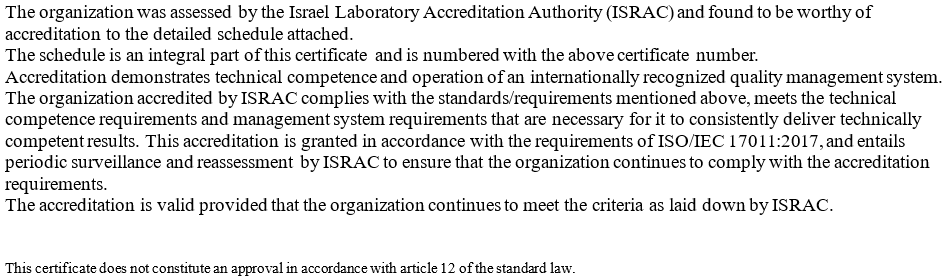 The organization was assessed by the Israel Laboratory Accreditation Authority (ISRAC) and found to be worthy of
accreditation to the detailed schedule attached.
The schedule is an integral part of this certificate and is numbered with the above certificate number.
Accreditation demonstrates technical competence and operation of an internationally recognized quality management system.
The organization accredited by ISRAC complies with the standards/requirements mentioned above, meets the technical
competence requirements and management system requirements that are necessary for it to consistently deliver technically
competent results. This accreditation is granted in accordance with the requirements of ISO/IEC 17011:2017, and entails
periodic surveillance and reassessment by ISRAC to ensure that the organization continues to comply with the accreditation
requirements.
The accreditation is valid provided that the organization continues to meet the criteria as laid down by ISRAC.
This certificate does not constitute an approval in accordance with article 12 of the standard law.